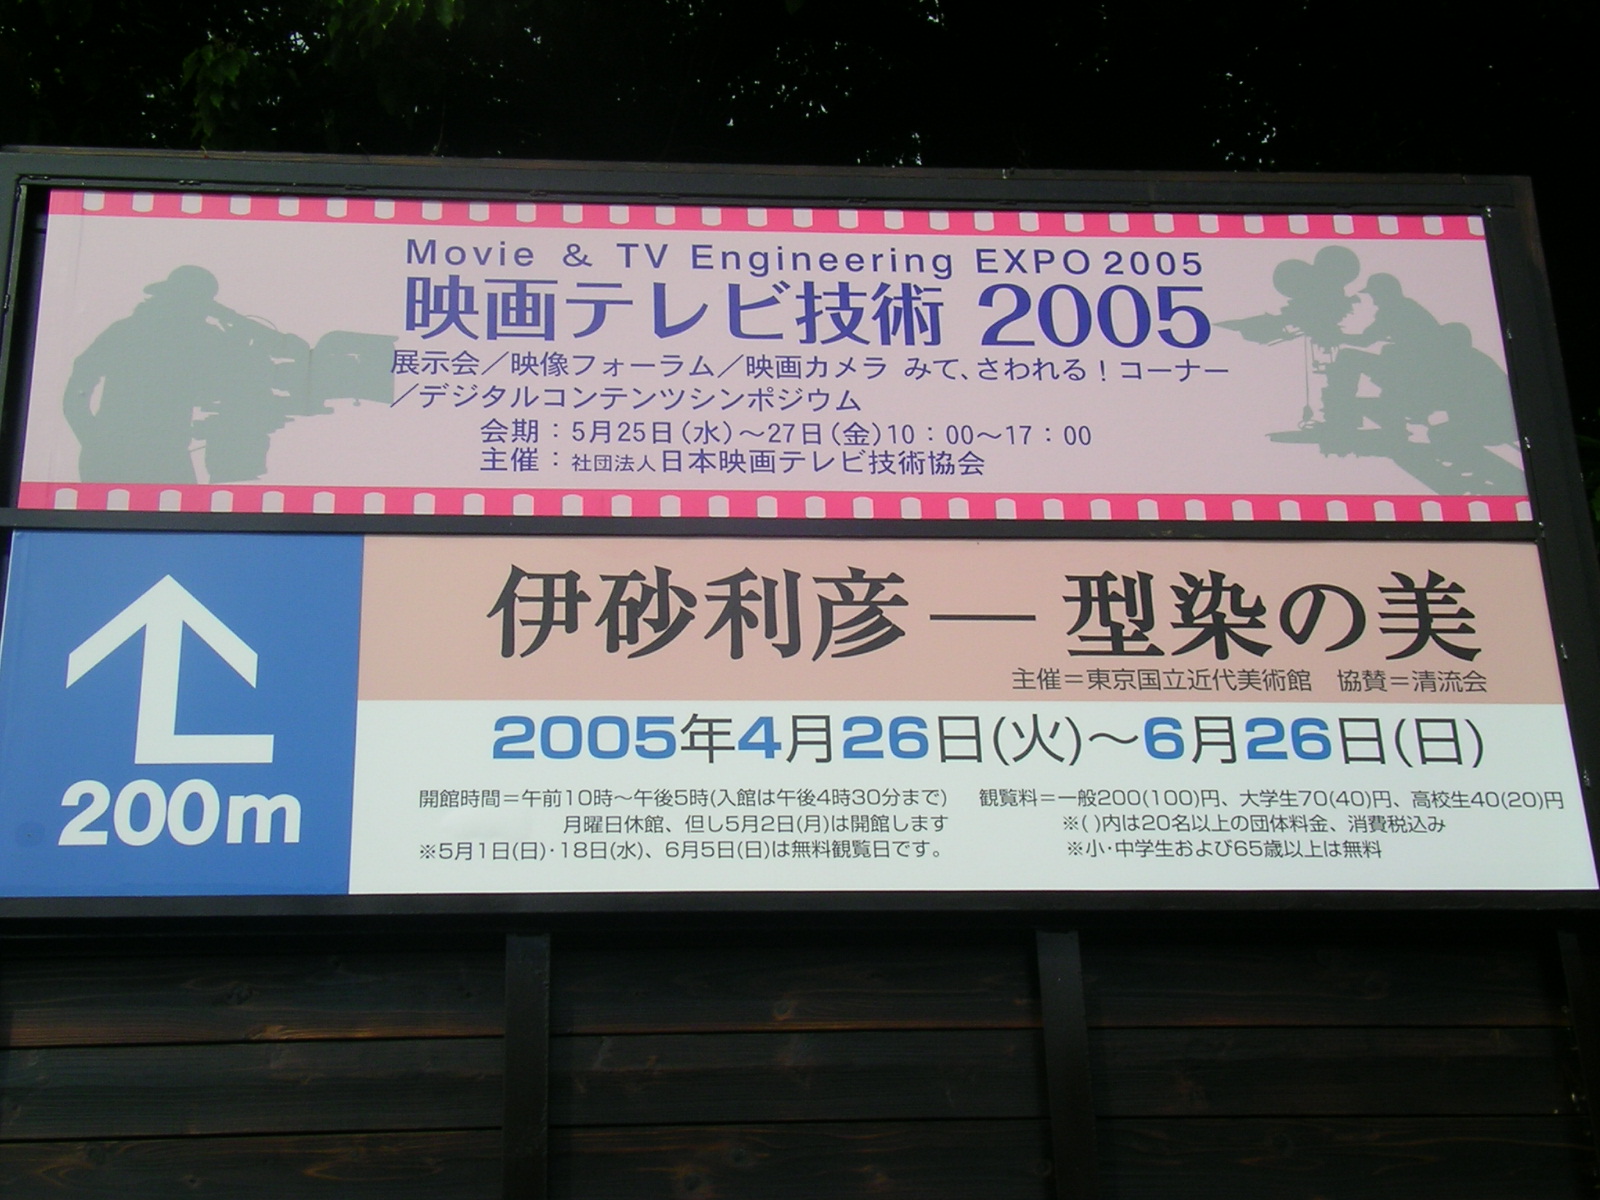 Movie & TV Engineering EXPO 2005
映画テレビ技術 2005
展示会／映像フォーラム／映画カメラ みて、さわれる！コーナー
／デジタルコンテンツシンポジウム
会期：5月25日（水）～27日（金）10：00～17：00
主催：社団法人日本映画テレビ技術協会
伊砂利彦―型染の美
主催＝東京国立近代美術館　協賛＝清流会
2005年4月26日(火)～6月26日(日)
200m
開館時間＝午前10時～午後5時(入館は午後4時30分まで)
月曜日休館、但し5月2日(月)は開館します
※5月1日(日)・18日(水)、6月5日(日)は無料観覧日です。
観覧料＝一般200(100)円、大学生70(40)円、高校生40(20)円
※( )内は20名以上の団体料金、消費税込み
※小・中学生および65歳以上は無料